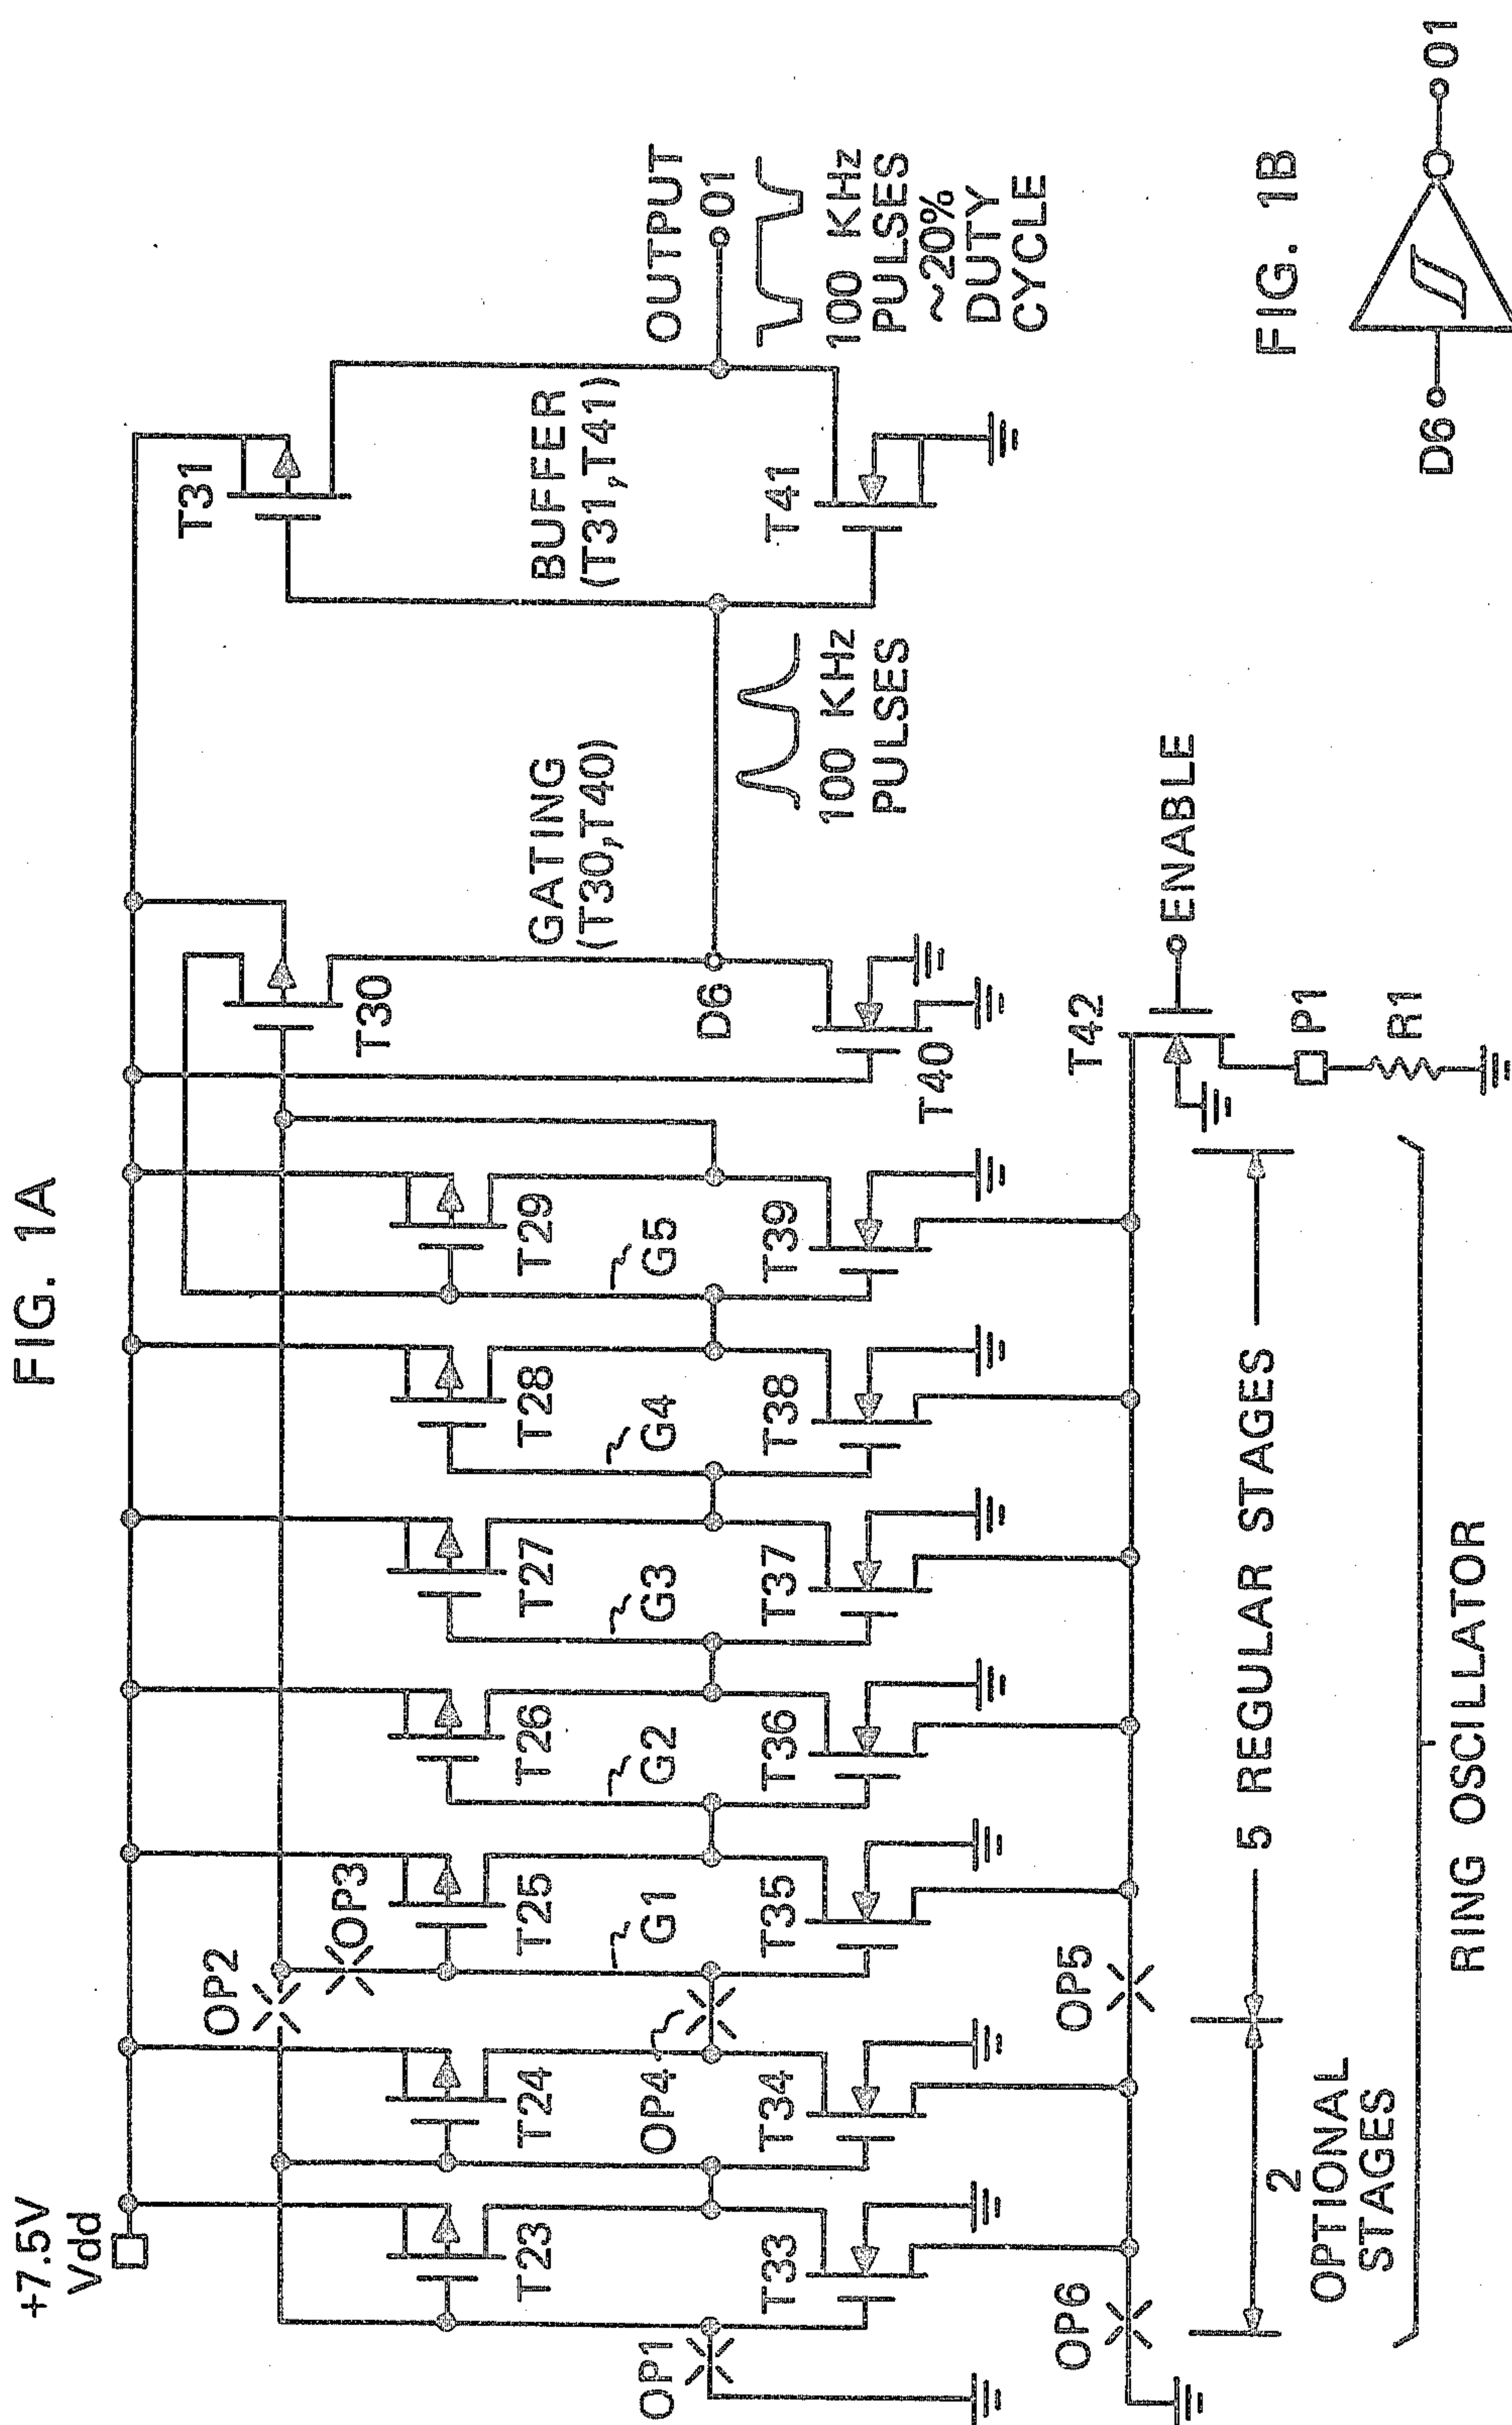 FIG. 1A
+7.5V
Vdd
OP2
OP3
T31
T30
T23
T24
T25
T26
T27
T28
T29
GATING
(T30,T40)
BUFFER
(T31,T41)
OUTPUT
01
G1
G2
G3
G4
G5
OP1
OP4
D6
100 KHz
PULSES
100 KHz
PULSES
~20%
DUTY
CYCLE
T33
T34
T35
T36
T37
T38
T39
T40
T41
OP6
OP5
T42
ENABLE
P1
R1
2
OPTIONAL
STAGES
5 REGULAR STAGES
RING OSCILLATOR
FIG. 1B
D6
01